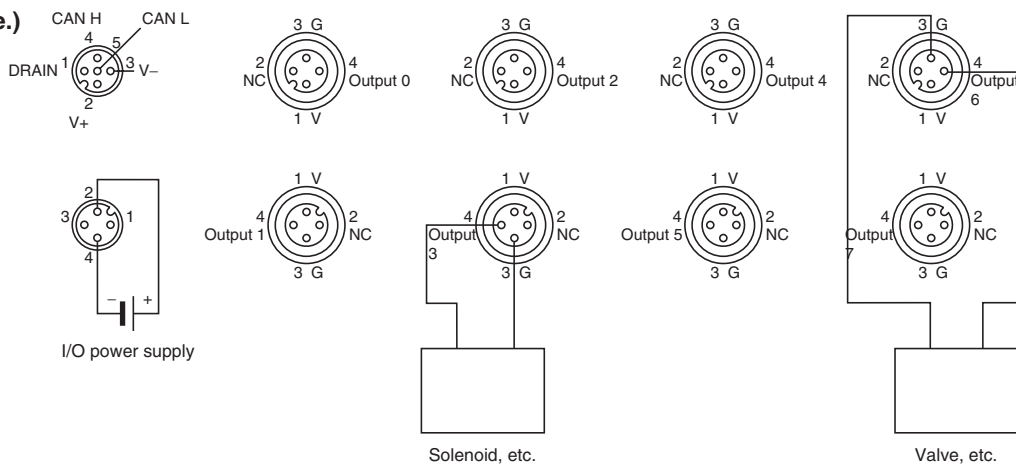 e.)
CAN H CAN L
4 5
DRAIN 1 3 V–
2
V+
3 G
2 4
NC Output 0
1 V
3 G
2 4
NC Output 2
1 V
3 G
2 4
NC Output 4
1 V
3 G
2 4
NC Output
6
1 V
2
3 1
4
– +
I/O power supply
1 V
4 2
Output 1 NC
3 G
1 V
4 2
Output NC
3
3 G
1 V
4 2
Output 5 NC
3 G
1 V
4 2
Output NC
7
3 G
Solenoid, etc.
Valve, etc.